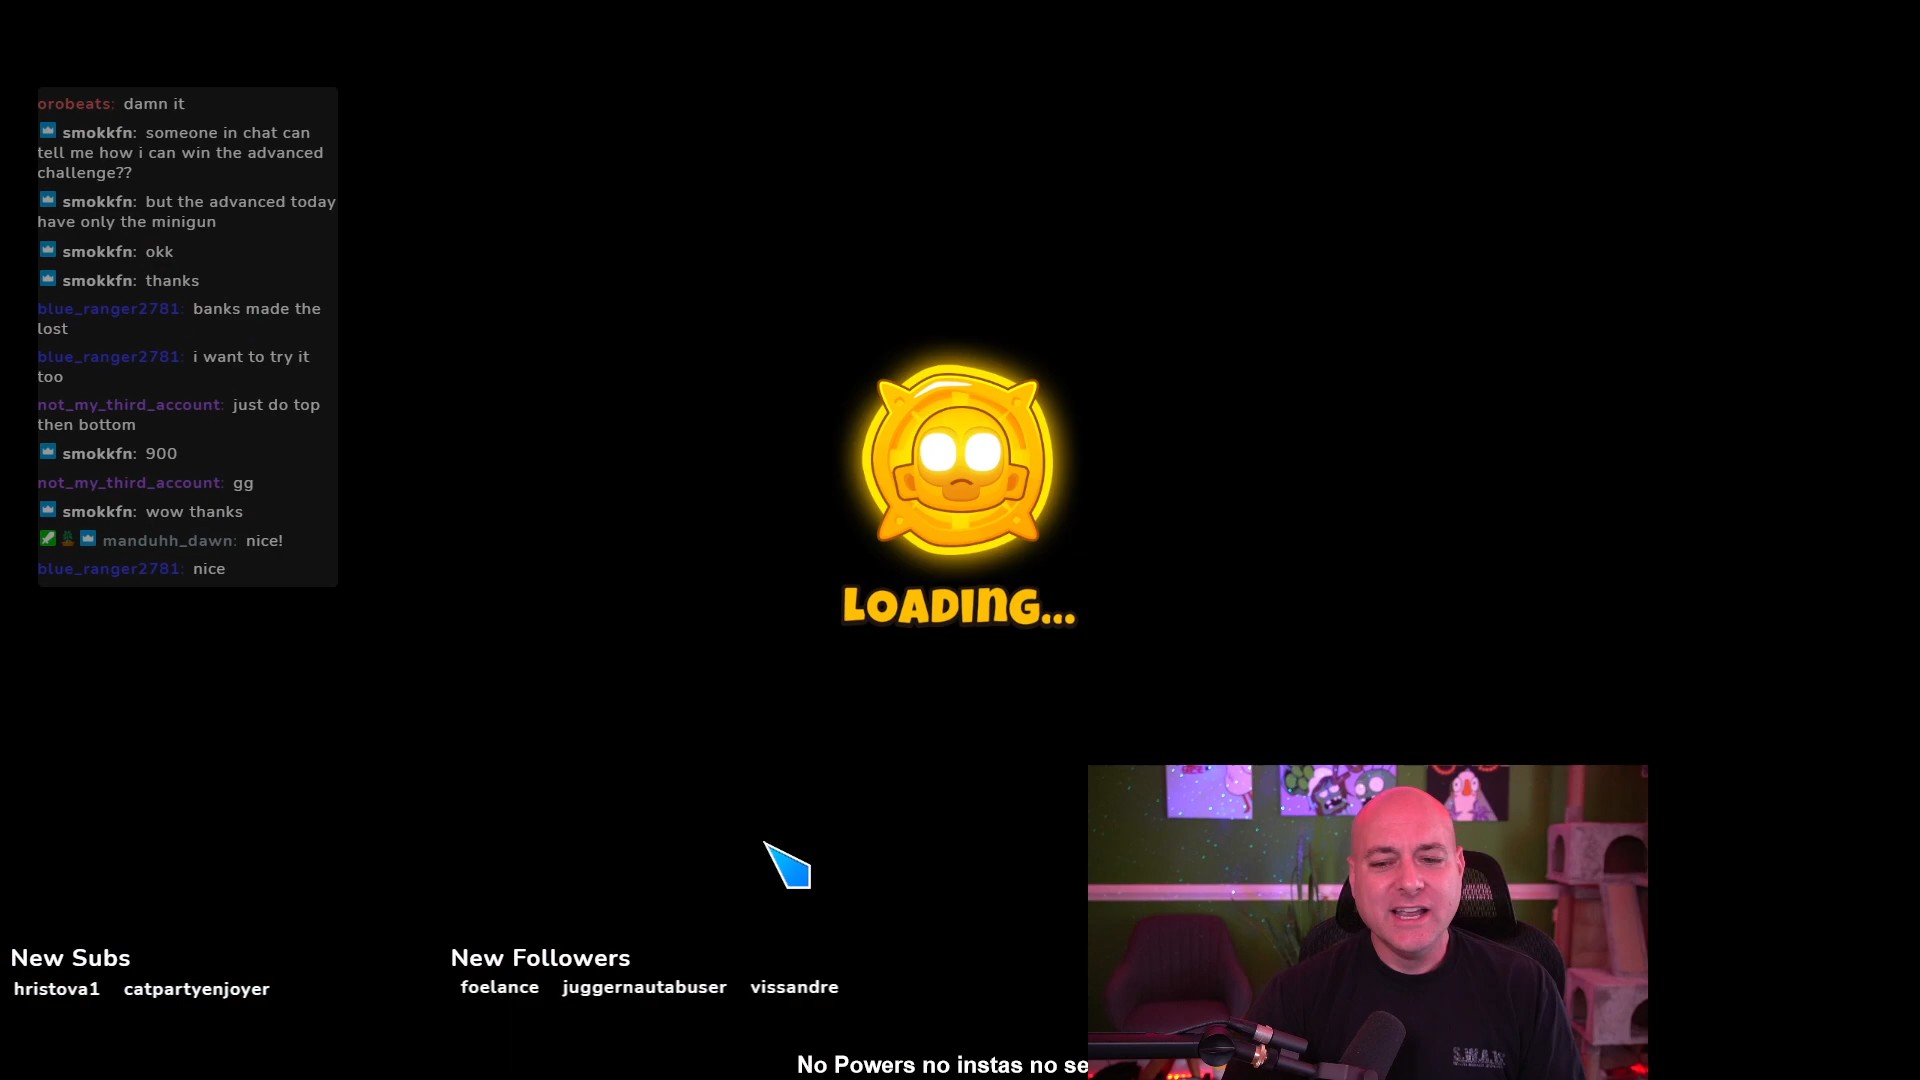 orobeats: damn it
smokkfn: someone in chat can
tell me how i can win the advanced
challenge??
smokkfn: but the advanced today
have only the minigun
smokkfn: okk
smokkfn: thanks
blue_ranger2781: banks made the
lost
blue_ranger2781: i want to try it
too
not_my_third_account: just do top
then bottom
smokkfn: 900
not_my_third_account: gg
smokkfn: wow thanks
manduhh_dawn: nice!
blue_ranger2781: nice
LOADING...
New Subs
hristova1 catpartyenjoyer
New Followers
foelance juggernautabuser vissandre
No Powers no instas no se
S.W.A.T.